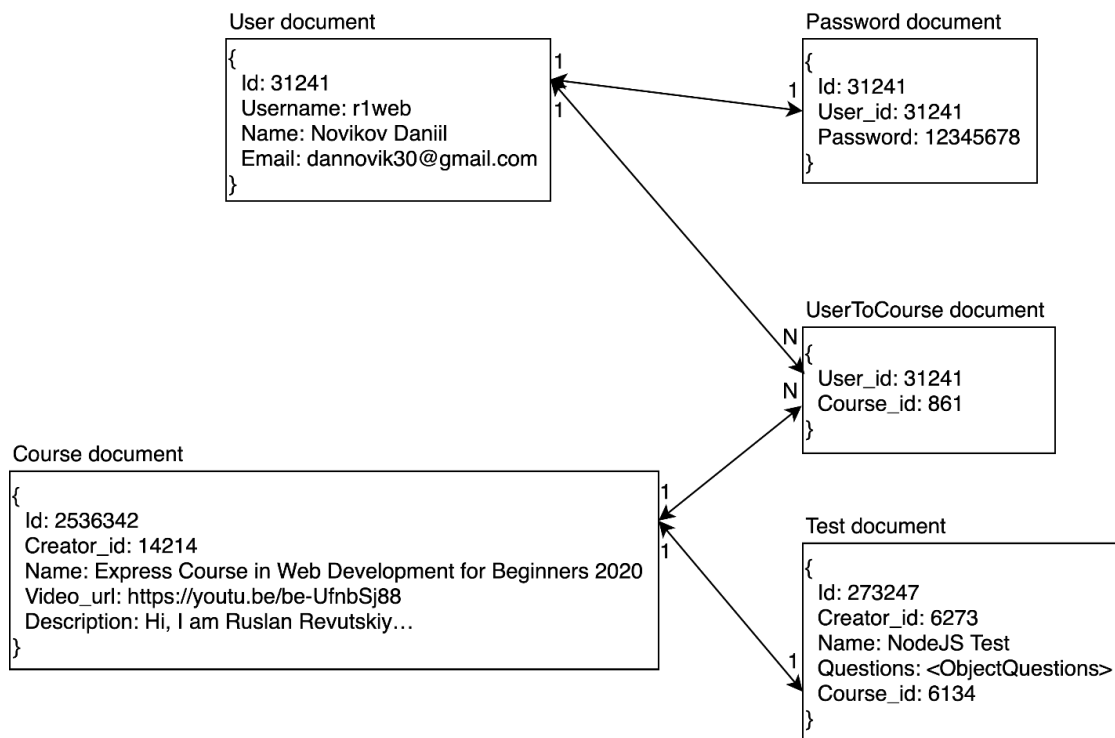 User document
{
Id: 31241
Username: r1web
Name: Novikov Daniil
Email: dannovik30@gmail.com
}
1
1
Password document
1
{
Id: 31241
User_id: 31241
Password: 12345678
}
UserToCourse document
N
N
{
User_id: 31241
Course_id: 861
}
Course document
{
Id: 2536342
Creator_id: 14214
Name: Express Course in Web Development for Beginners 2020
Video_url: https://youtu.be/be-UfnbSj88
Description: Hi, I am Ruslan Revutskiy…
}
1
1
Test document
1
{
Id: 273247
Creator_id: 6273
Name: NodeJS Test
Questions: <ObjectQuestions>
Course_id: 6134
}